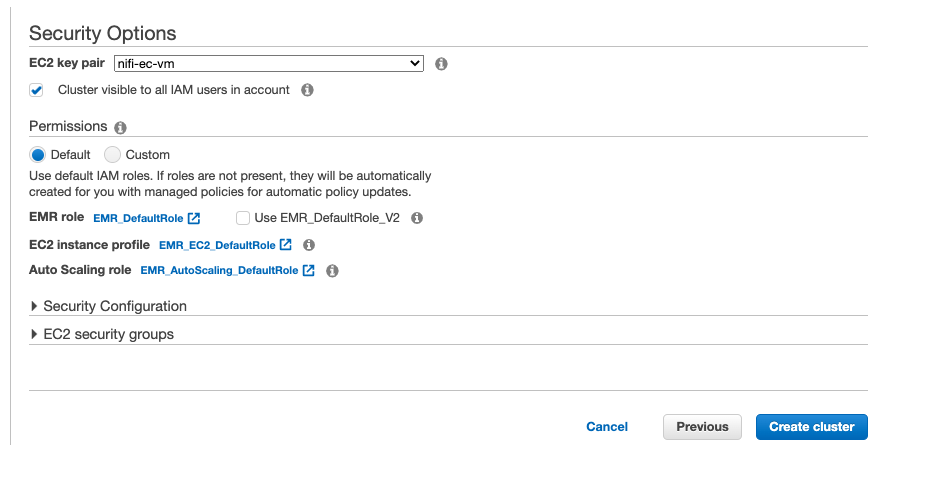 Security Options
EC2 key pair nifi-ec-vm
Cluster visible to all IAM users in account
Permissions
Default Custom
Use default IAM roles. If roles are not present, they will be automatically
created for you with managed policies for automatic policy updates.
EMR role EMR_DefaultRole Use EMR_DefaultRole_V2
EC2 instance profile EMR_EC2_DefaultRole
Auto Scaling role EMR_AutoScaling_DefaultRole
Security Configuration
EC2 security groups
Cancel Previous Create cluster